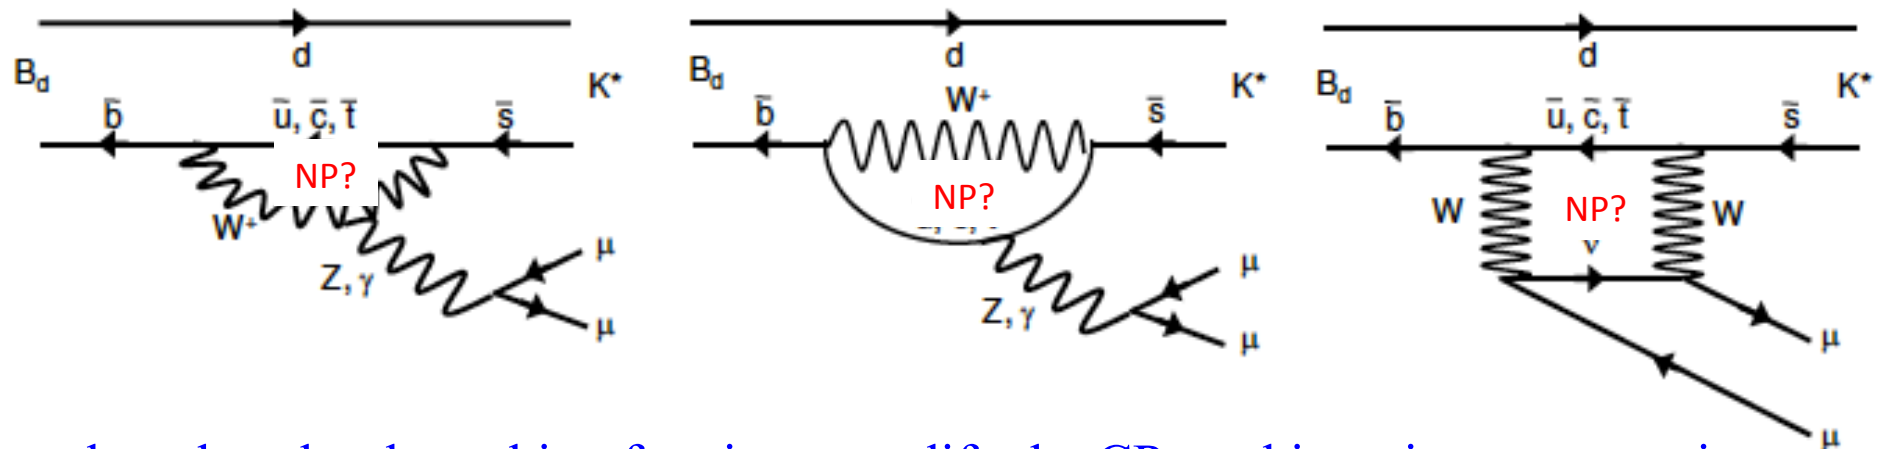 d d d
B_d K* B_d K* B_d K*
b̄ ū, c̄, t̄ s̄ b̄ W⁺ s̄ b̄ ū, c̄, t̄ s̄
NP? NP? W NP? W
W⁺ ν
Z, γ μ Z, γ μ
μ μ μ
μ